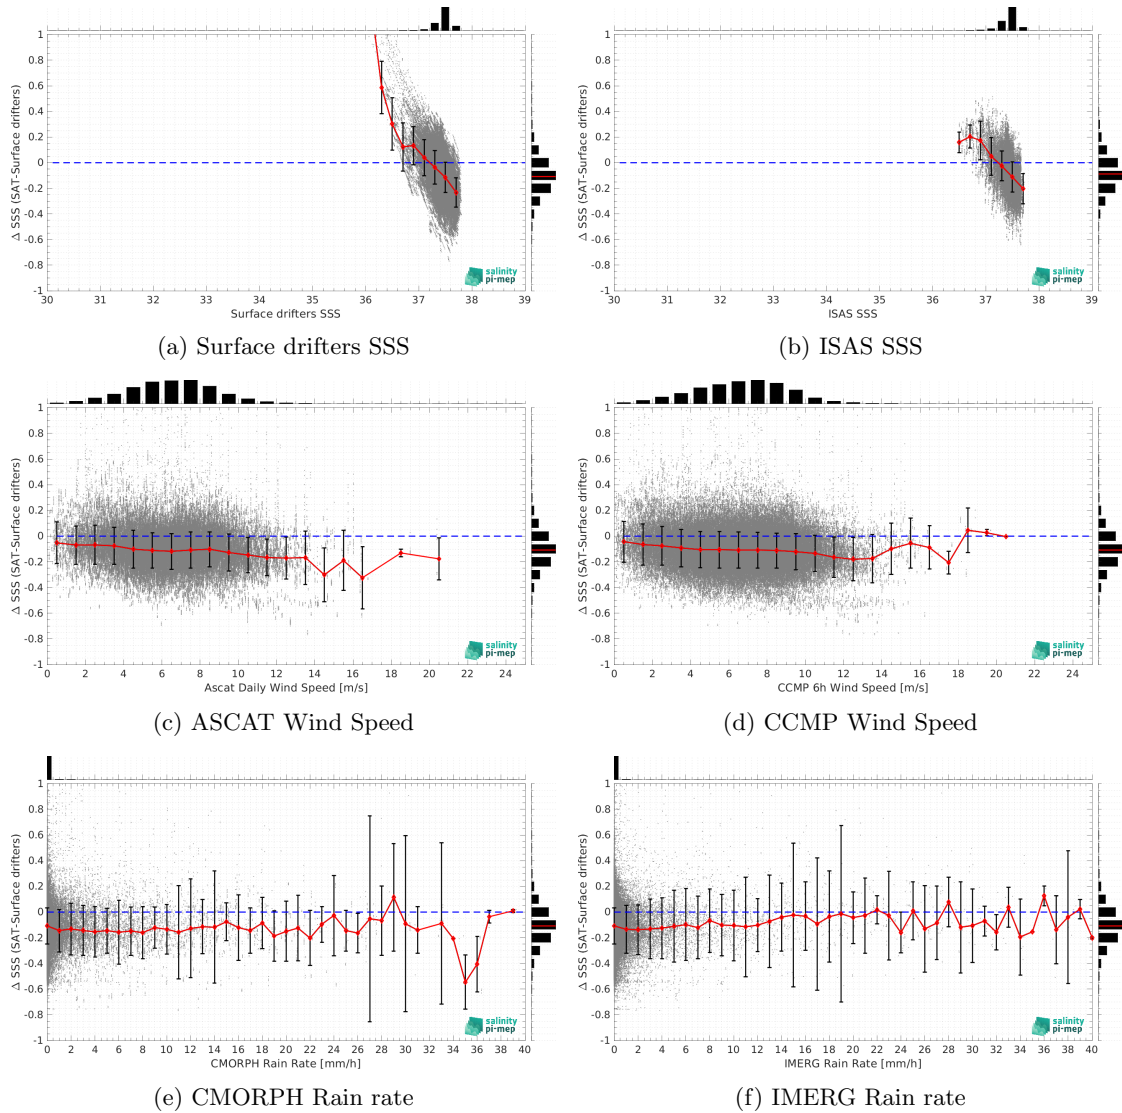 1
0.8
0.6
0.4
0.2
0
-0.2
-0.4
-0.6
-0.8
-1
Δ SSS (SAT-Surface drifters)
30 31 32 33 34 35 36 37 38 39
Surface drifters SSS
salinity
pi-mep
(a) Surface drifters SSS
1
0.8
0.6
0.4
0.2
0
-0.2
-0.4
-0.6
-0.8
-1
Δ SSS (SAT-Surface drifters)
30 31 32 33 34 35 36 37 38 39
ISAS SSS
salinity
pi-mep
(b) ISAS SSS
1
0.8
0.6
0.4
0.2
0
-0.2
-0.4
-0.6
-0.8
-1
Δ SSS (SAT-Surface drifters)
0 2 4 6 8 10 12 14 16 18 20 22 24
Ascat Daily Wind Speed [m/s]
salinity
pi-mep
(c) ASCAT Wind Speed
1
0.8
0.6
0.4
0.2
0
-0.2
-0.4
-0.6
-0.8
-1
Δ SSS (SAT-Surface drifters)
0 2 4 6 8 10 12 14 16 18 20 22 24
CCMP 6h Wind Speed [m/s]
salinity
pi-mep
(d) CCMP Wind Speed
1
0.8
0.6
0.4
0.2
0
-0.2
-0.4
-0.6
-0.8
-1
Δ SSS (SAT-Surface drifters)
0 2 4 6 8 10 12 14 16 18 20 22 24 26 28 30 32 34 36 38 40
CMORPH Rain Rate [mm/h]
salinity
pi-mep
(e) CMORPH Rain rate
1
0.8
0.6
0.4
0.2
0
-0.2
-0.4
-0.6
-0.8
-1
Δ SSS (SAT-Surface drifters)
0 2 4 6 8 10 12 14 16 18 20 22 24 26 28 30 32 34 36 38 40
IMERG Rain Rate [mm/h]
salinity
pi-mep
(f) IMERG Rain rate